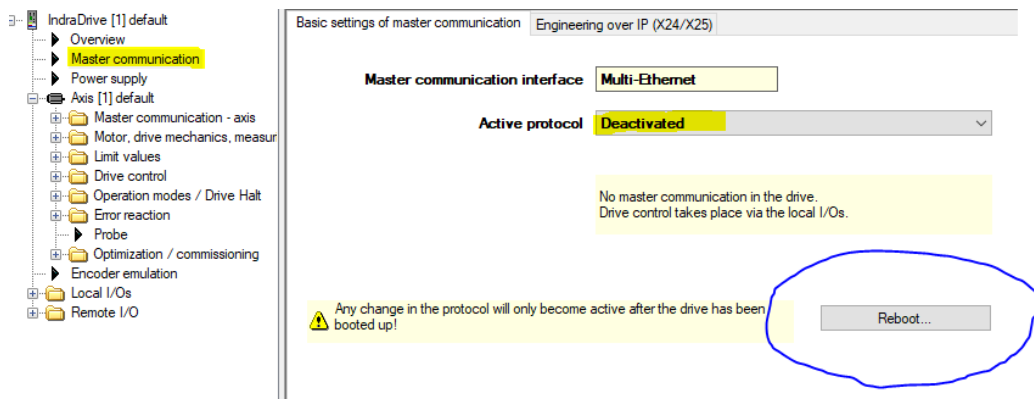 IndraDrive [1] default
Overview
Master communication
Power supply
Axis [1] default
Master communication - axis
Motor, drive mechanics, measur
Limit values
Drive control
Operation modes / Drive Halt
Error reaction
Probe
Optimization / commissioning
Encoder emulation
Local I/Os
Remote I/O
Basic settings of master communication
Engineering over IP (X24/X25)
Master communication interface
Multi-Ethernet
Active protocol
Deactivated
No master communication in the drive.
Drive control takes place via the local I/Os.
Any change in the protocol will only become active after the drive has been
booted up!
Reboot...